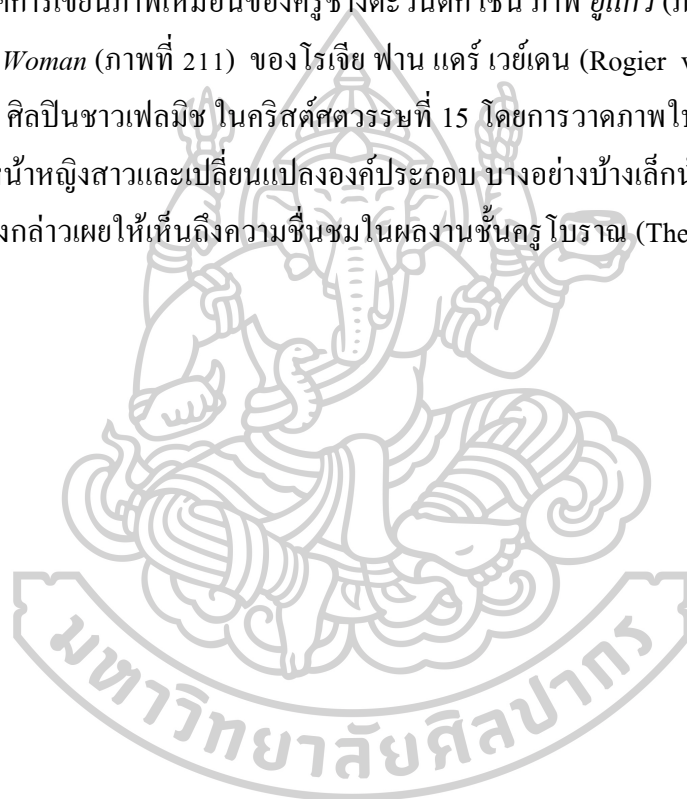 การเขียนภาพเหมือนของครูช่างตะวันตก เช่น ภาพ
Woman (ภาพที่ 211) ของโรเจีย ฟาน แดร์ เวย์เดน (Rogier
ศิลปินชาวเฟลมิช ในคริสต์ศตวรรษที่ 15 โดยการวาดภาพใบ
หน้าหญิงสาวและเปลี่ยนแปลงองค์ประกอบ บางอย่างบ้างเล็ก
กล่าวเผยให้เห็นถึงความชื่นชมในผลงานชั้นครูโบราณ (The
มหาวิทยาลัยศิลปากร